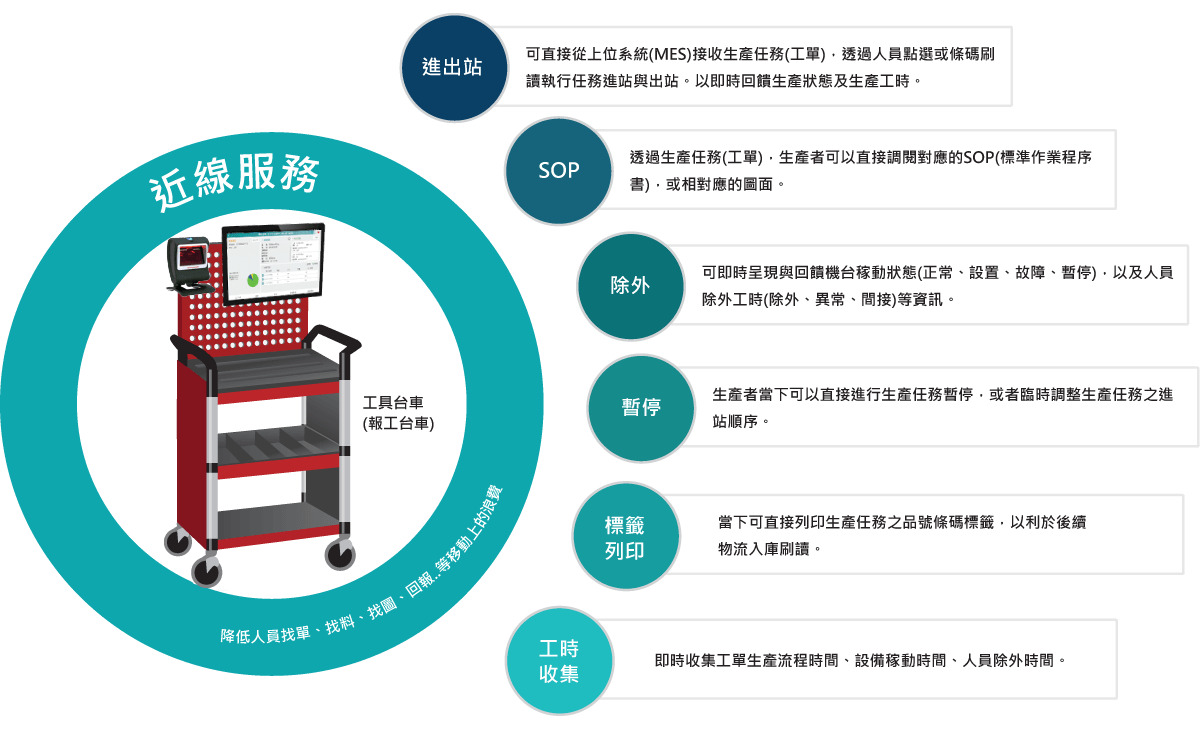 進出站
可直接從上位系統(MES)接收生產任務(工單)，透過人員點選或條碼刷
讀執行任務進站與出站。以即時回饋生產狀態及生產工時。
SOP
透過生產任務(工單)，生產者可以直接調閱對應的SOP(標準作業程序
書)，或相對應的圖面。
近線服務
除外
可即時呈現與回饋機台稼動狀態(正常、設置、故障、暫停)，以及人員
除外工時(除外、異常、間接)等資訊。
工具台車
(報工台車)
暫停
生產者當下可以直接進行生產任務暫停，或者臨時調整生產任務之進
站順序。
標籤
列印
當下可直接列印生產任務之品號條碼標籤，以利於後續
物流入庫刷讀。
降低人員找單、找料、找圖、回報..等移動上的浪費
工時
收集
即時收集工單生產流程時間、設備稼動時間、人員除外時間。